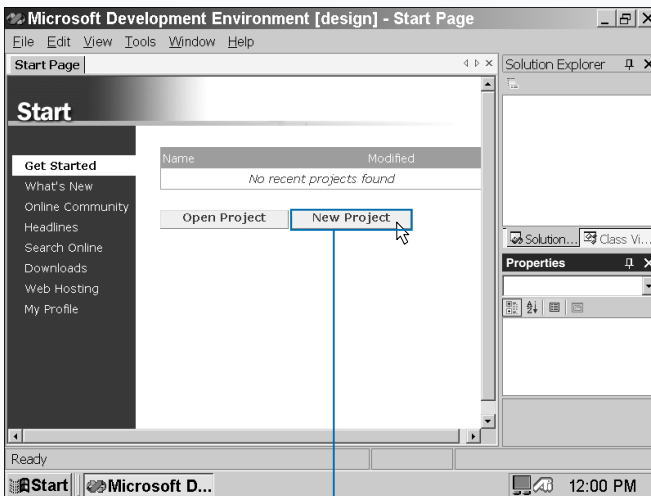 Microsoft Development Environment [design] - Start Page
File Edit View Tools Window Help
Start Page
Start
Get Started
What's New
Online Community
Headlines
Search Online
Downloads
Web Hosting
My Profile
Name Modified
No recent projects found
Open Project New Project
Solution Explorer
Solution... Class Vi...
Properties
Ready
Start Microsoft D... 12:00 PM